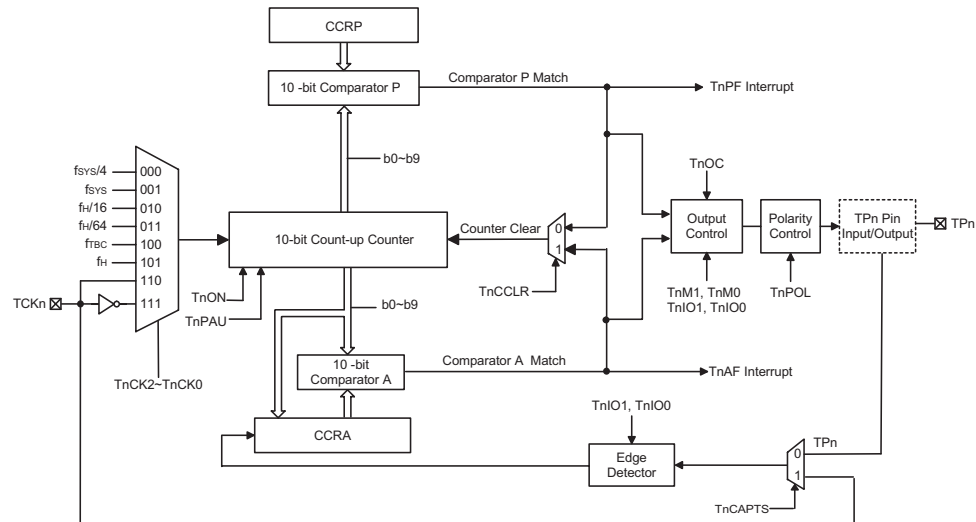 CCRP
10 -bit Comparator P
Comparator P Match
TnPF Interrupt
b0~b9
fSYS/4
000
fSYS
001
fH/16
010
fH/64
011
fTBC
100
fH
101
110
111
TCKn
TnCK2~TnCK0
10-bit Count-up Counter
TnON
TnPAU
Counter Clear
0
1
TnCCLR
TnOC
Output
Control
TnM1, TnM0
TnIO1, TnIO0
Polarity
Control
TnPOL
TPn Pin
Input/Output
TPn
b0~b9
10 -bit
Comparator A
Comparator A Match
TnAF Interrupt
CCRA
TnIO1, TnIO0
Edge
Detector
TPn
0
1
TnCAPTS